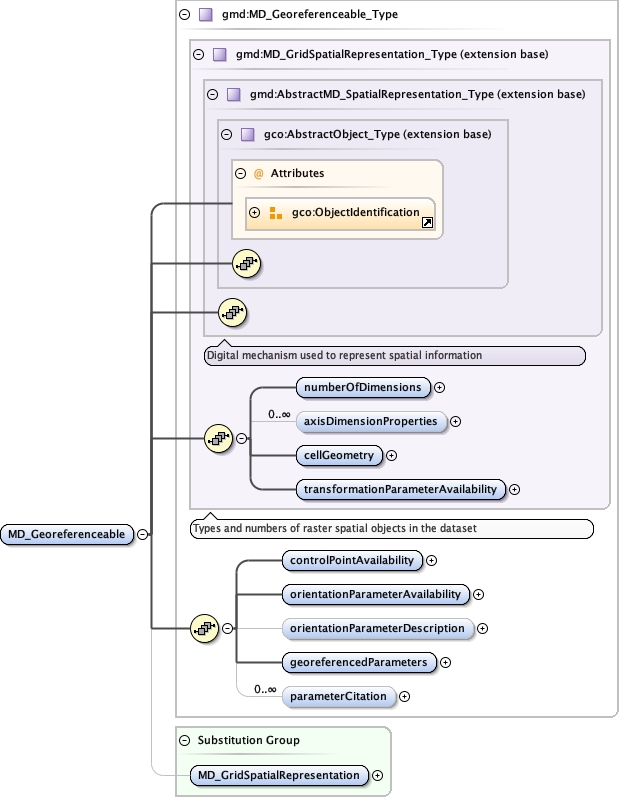 gmd:MD_Georeferenceable_Type
gmd:MD_GridSpatialRepresentation_Type (extension base)
gmd:AbstractMD_SpatialRepresentation_Type (extension base)
gco:AbstractObject_Type (extension base)
@ Attributes
gco:ObjectIdentification
Digital mechanism used to represent spatial information
numberOfDimensions
0..∞
axisDimensionProperties
cellGeometry
transformationParameterAvailability
Types and numbers of raster spatial objects in the dataset
MD_Georeferenceable
controlPointAvailability
orientationParameterAvailability
orientationParameterDescription
georeferencedParameters
0..∞
parameterCitation
Substitution Group
MD_GridSpatialRepresentation